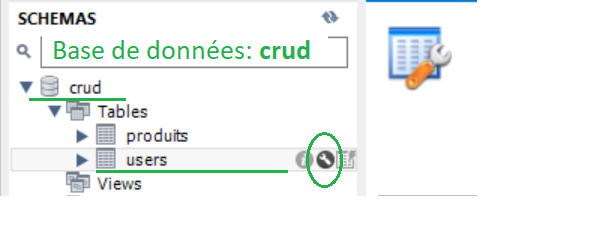 SCHEMAS
Base de données: crud
crud
Tables
produits
users
Views